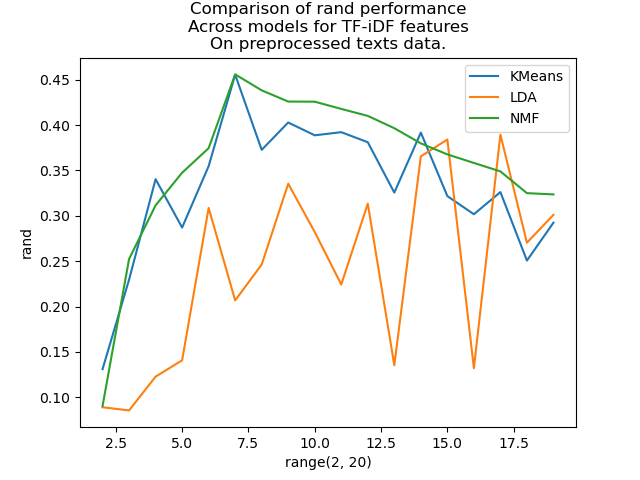 Comparison of rand performance
Across models for TF-iDF features
On preprocessed texts data.
KMeans
LDA
NMF
0.45
0.40
0.35
0.30
0.25
0.20
0.15
0.10
rand
2.5 5.0 7.5 10.0 12.5 15.0 17.5
range(2, 20)